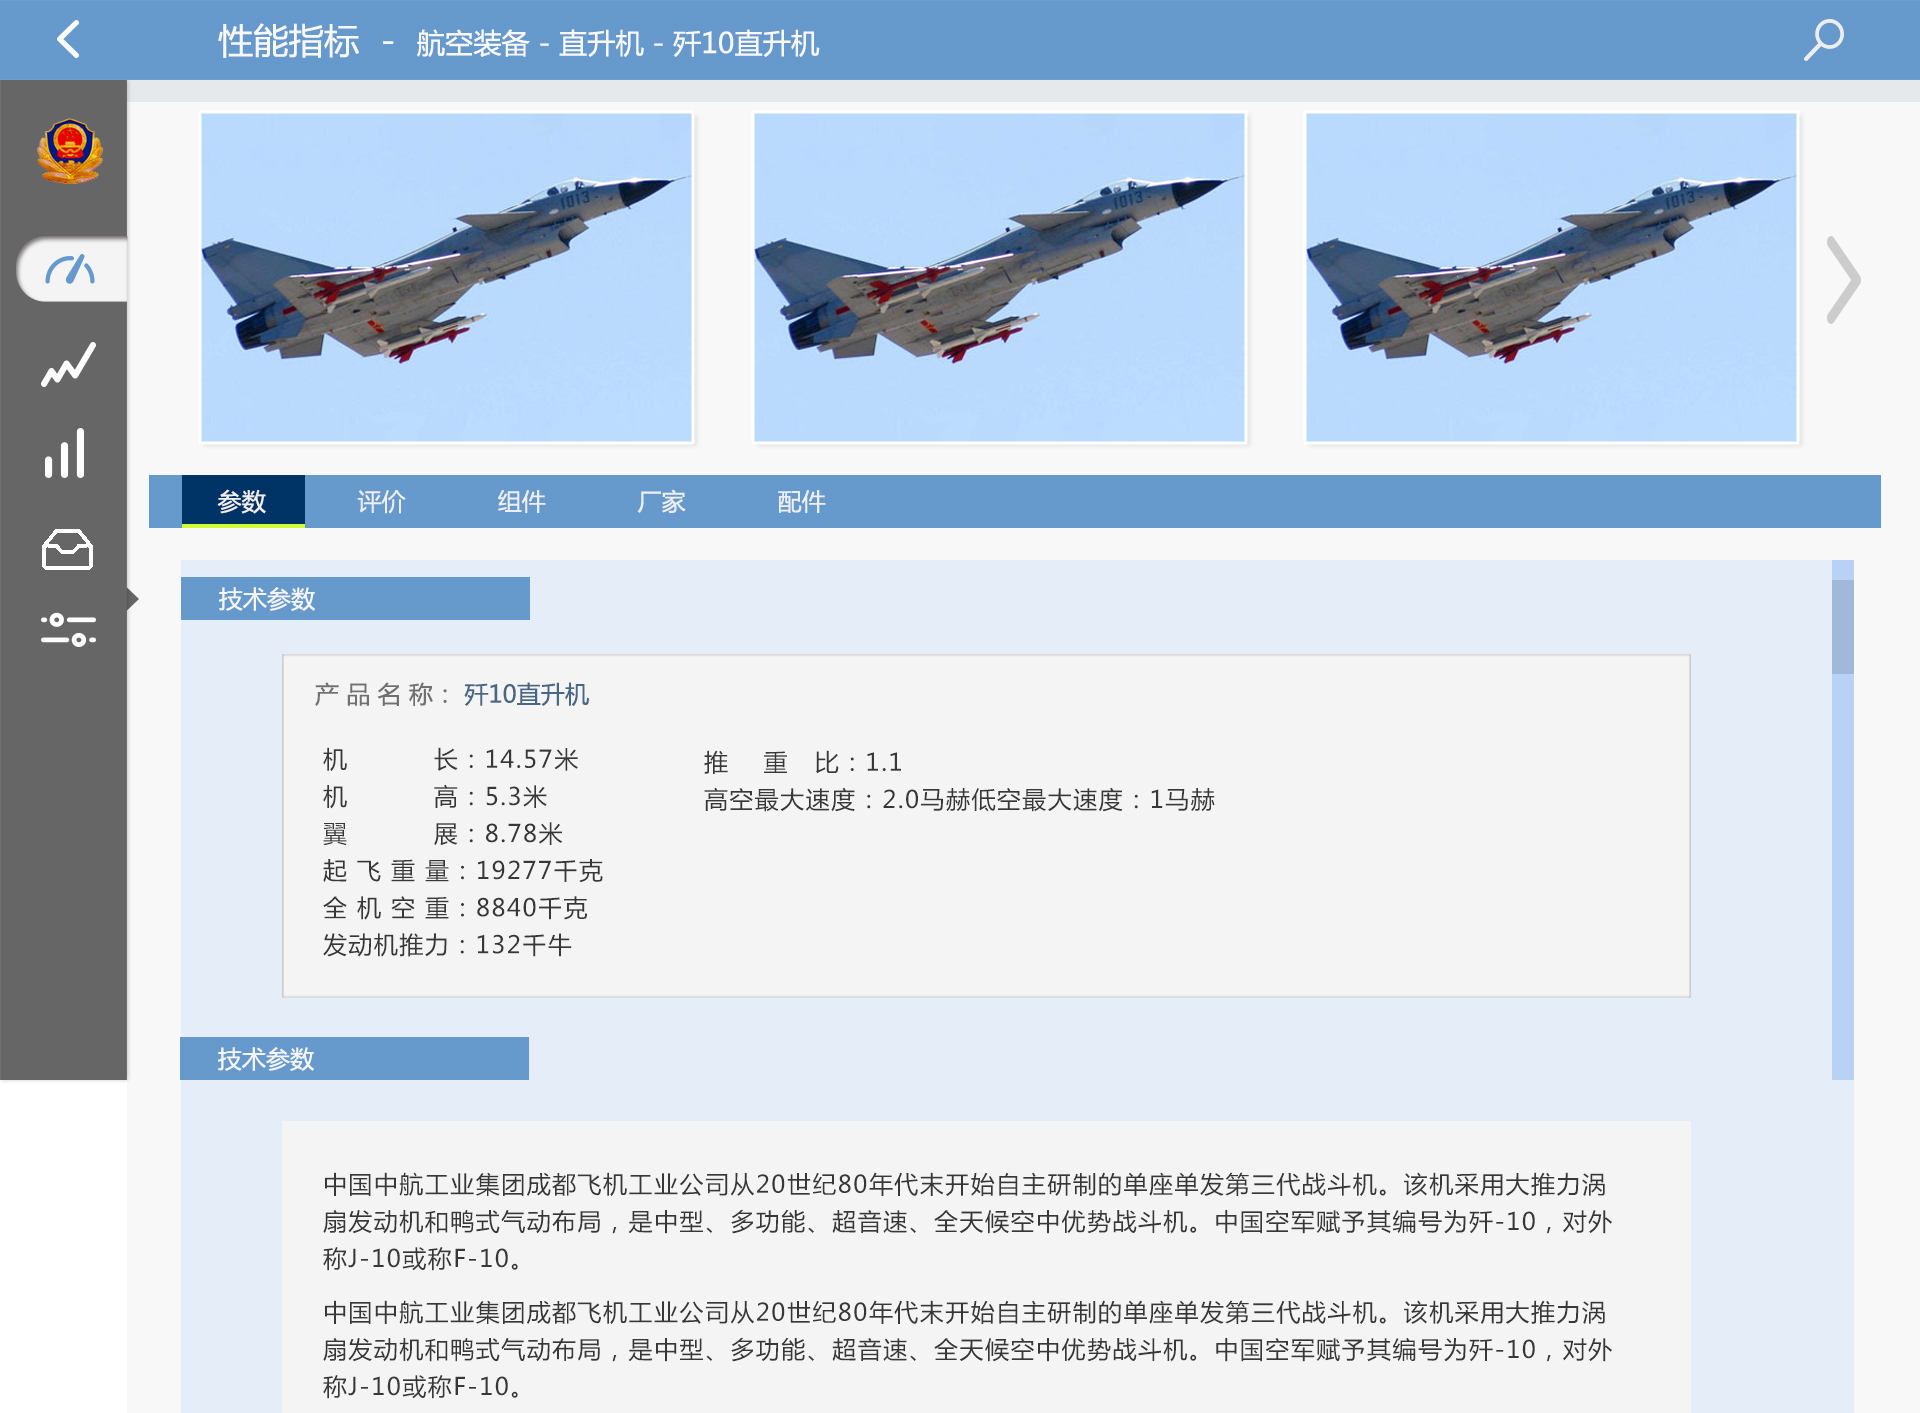 性能指标 - 航空装备 - 直升机 - 歼10直升机
1013 1013 1013
参数 评价 组件 厂家 配件
技术参数
产品名称：歼10直升机
机 长：14.57米
机 高：5.3米
翼 展：8.78米
起飞重量：19277千克
全机空重：8840千克
发动机推力：132千牛
推 重 比：1.1
高空最大速度：2.0马赫低空最大速度：1马赫
技术参数
中国中航工业集团成都飞机工业公司从20世纪80年代末开始自主研制的单座单发第三代战斗机。该机采用大推力涡
扇发动机和鸭式气动布局，是中型、多功能、超音速、全天候空中优势战斗机。中国空军赋予其编号为歼-10，对外
称J-10或称F-10。
中国中航工业集团成都飞机工业公司从20世纪80年代末开始自主研制的单座单发第三代战斗机。该机采用大推力涡
扇发动机和鸭式气动布局，是中型、多功能、超音速、全天候空中优势战斗机。中国空军赋予其编号为歼-10，对外
称J-10或称F-10。